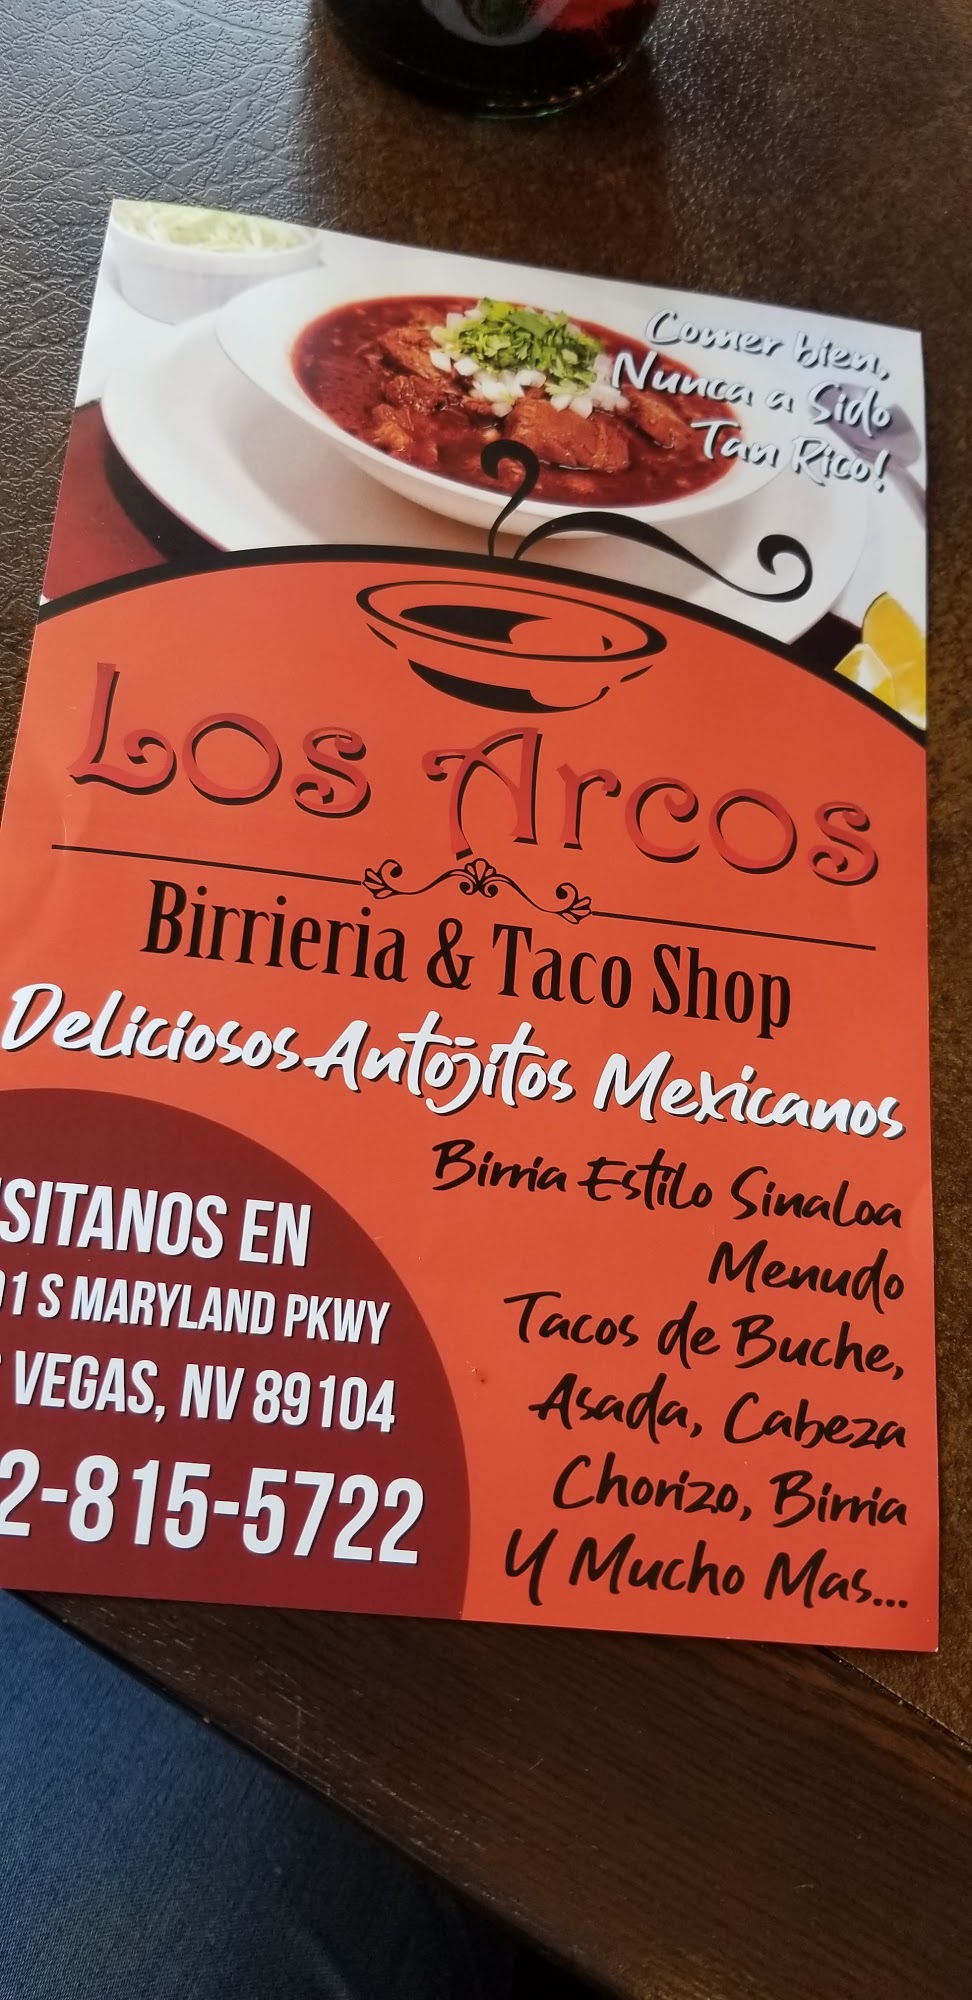 Comer bien,
Nunca a Sido
Tan Rico!
Los Arcos
Birrieria & Taco Shop
Deliciosos Antojitos Mexicanos
Birria Estilo Sinaloa
Menudo
Tacos de Buche,
Asada, Cabeza
Chorizo, Birria
Y Mucho Mas...
SITANOS EN
01 S MARYLAND PKWY
VEGAS, NV 89104
2-815-5722